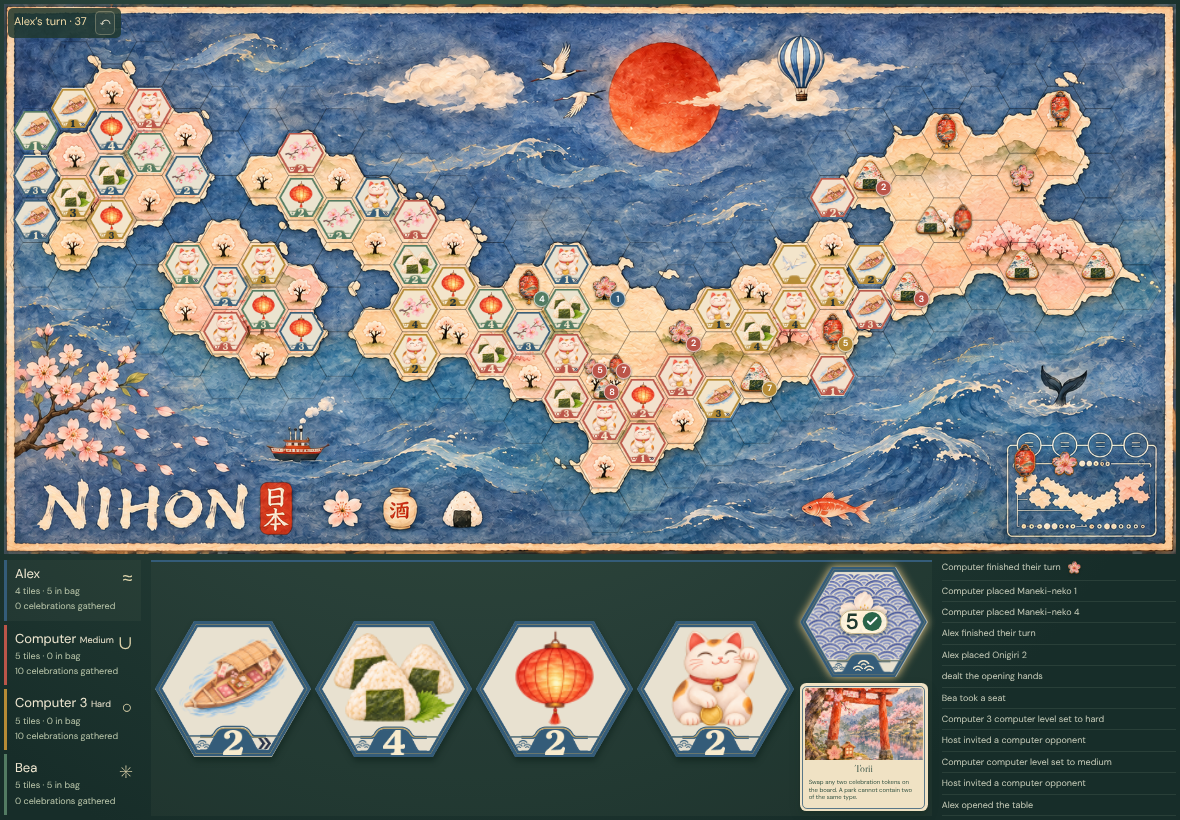 Alex's turn · 37
NIHON
日本
酒
Alex
4 tiles · 5 in bag
0 celebrations gathered
Computer Medium
5 tiles · 0 in bag
10 celebrations gathered
Computer 3 Hard
5 tiles · 0 in bag
10 celebrations gathered
Bea
5 tiles · 5 in bag
0 celebrations gathered
2
4
2
2
5
Torii
Swap any two celebration tokens on
the board. A park cannot contain two
of the same type.
Computer finished their turn
Computer placed Maneki-neko 1
Computer placed Maneki-neko 4
Alex finished their turn
Alex placed Onigiri 2
dealt the opening hands
Bea took a seat
Computer 3 computer level set to hard
Host invited a computer opponent
Computer computer level set to medium
Host invited a computer opponent
Alex opened the table